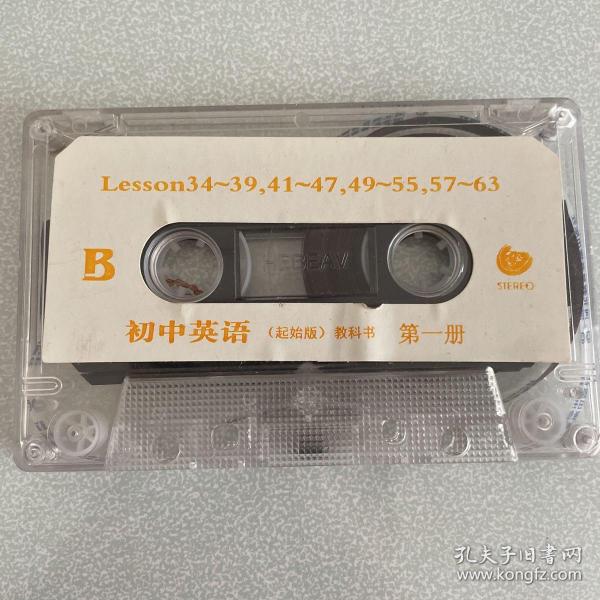 Lesson34~39,41~47,49~55,57~63
B
STEREO
初中英语（起始版）教科书 第一册
孔夫子旧书网
www.kongfz.com